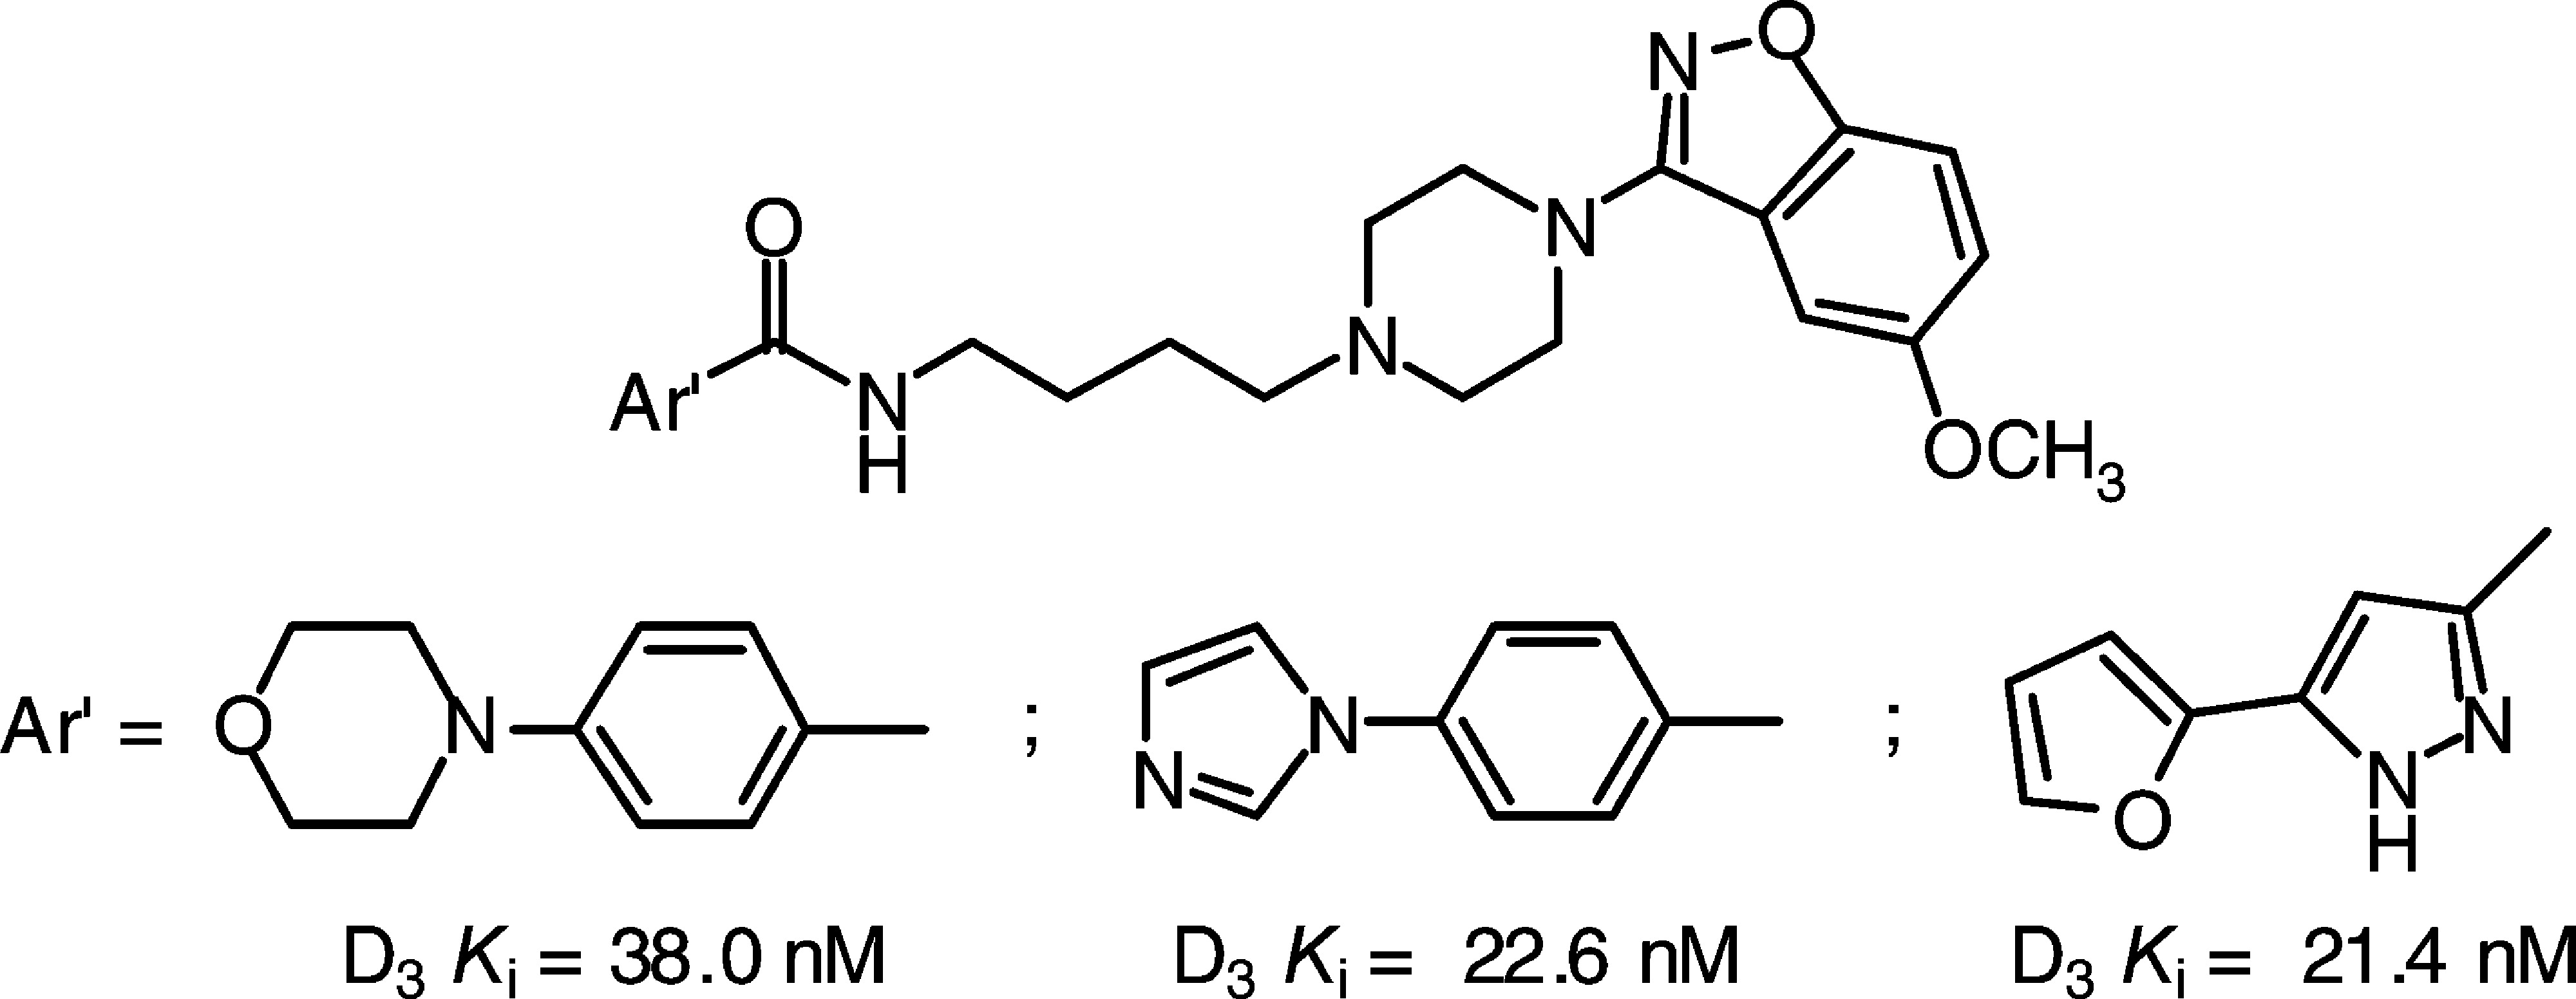 N O
O
N
N
Ar' N
H
OCH3
Ar' = O N ; N N ; O N H N
D3 Ki = 38.0 nM D3 Ki = 22.6 nM D3 Ki = 21.4 nM